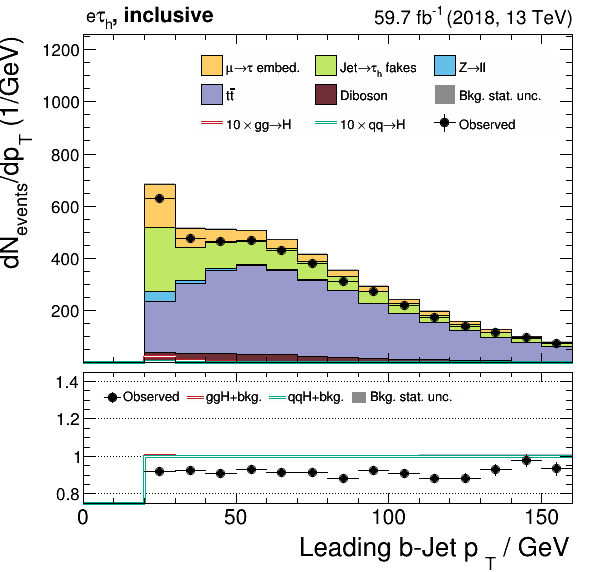 eτh, inclusive 59.7 fb⁻¹ (2018, 13 TeV)
dNevents/dpT (1/GeV)
1200
1000
800
600
400
200
μ→τ embed. Jet→τh fakes Z→ll
tt̄ Diboson Bkg. stat. unc.
10 × gg→H 10 × qq→H Observed
1.4
1.2
1
0.8
Observed ggH+bkg. qqH+bkg. Bkg. stat. unc.
0 50 100 150
Leading b-Jet pT / GeV